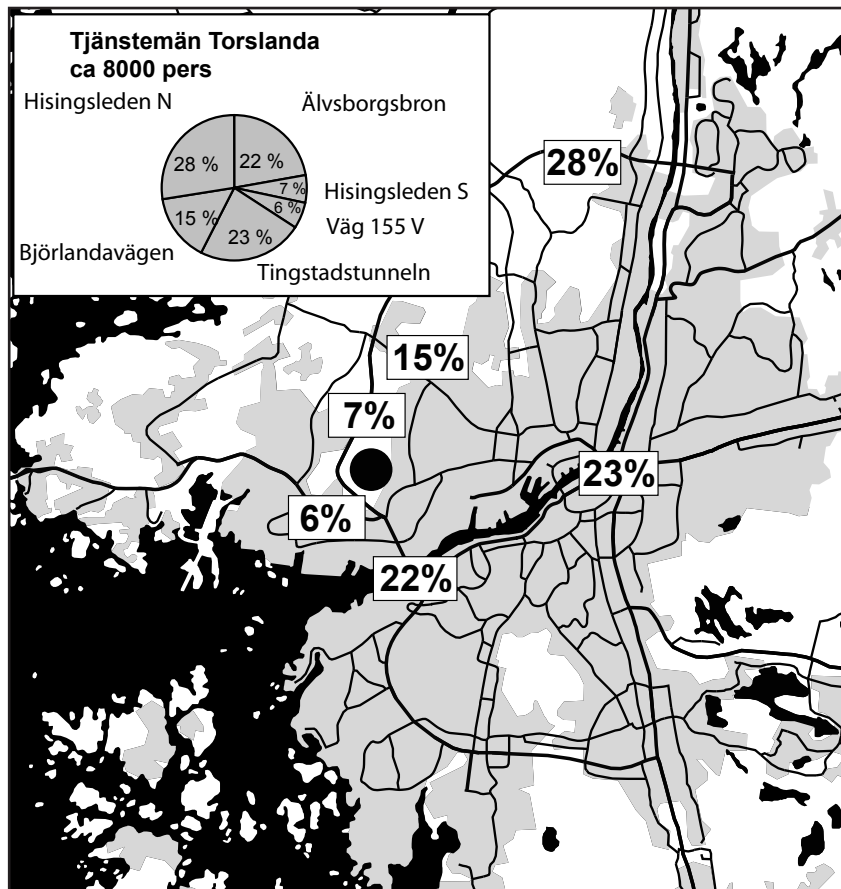 Tjänstemän Torslanda
ca 8000 pers
Hisingsleden N
Älvsborgsbron
28 %
22 %
7 %
Hisingsleden S
6 %
Väg 155 V
15 %
23 %
Björlandavägen
Tingstadstunneln
28%
15%
7%
23%
6%
22%